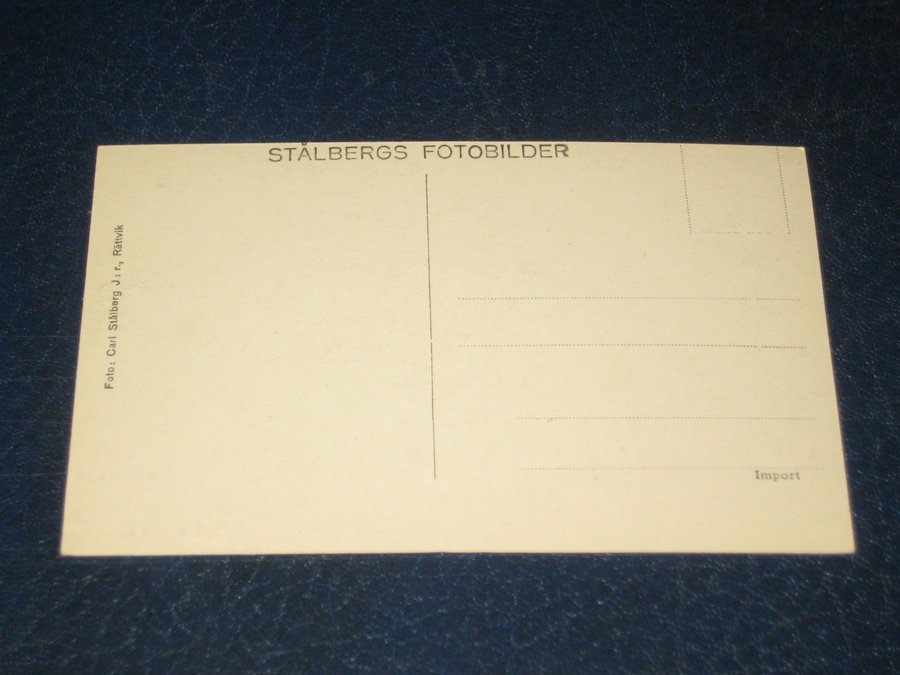 STÅLBERGS FOTOBILDER
Foto: Carl Stålberg J:r., Rättvik
Import